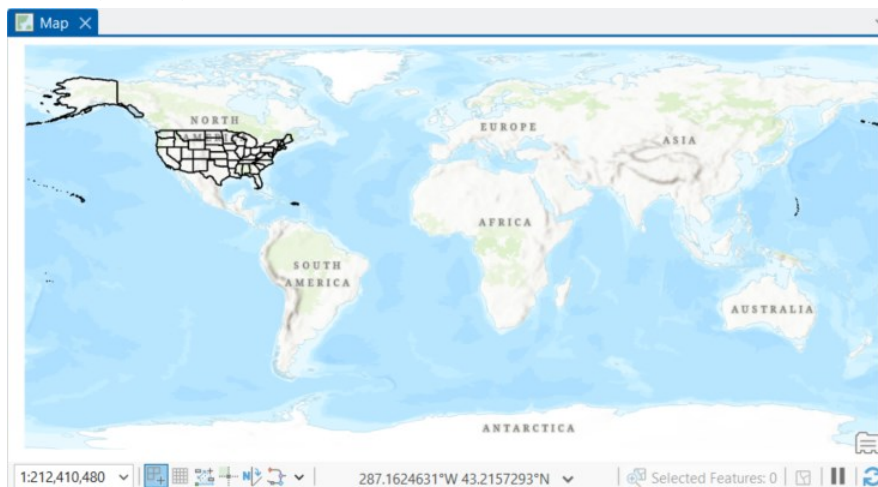 Map
NORTH
AMERICA
EUROPE
ASIA
AFRICA
SOUTH
AMERICA
AUSTRALIA
ANTARCTICA
1:212,410,480
N
287.1624631°W 43.2157293°N
Selected Features: 0